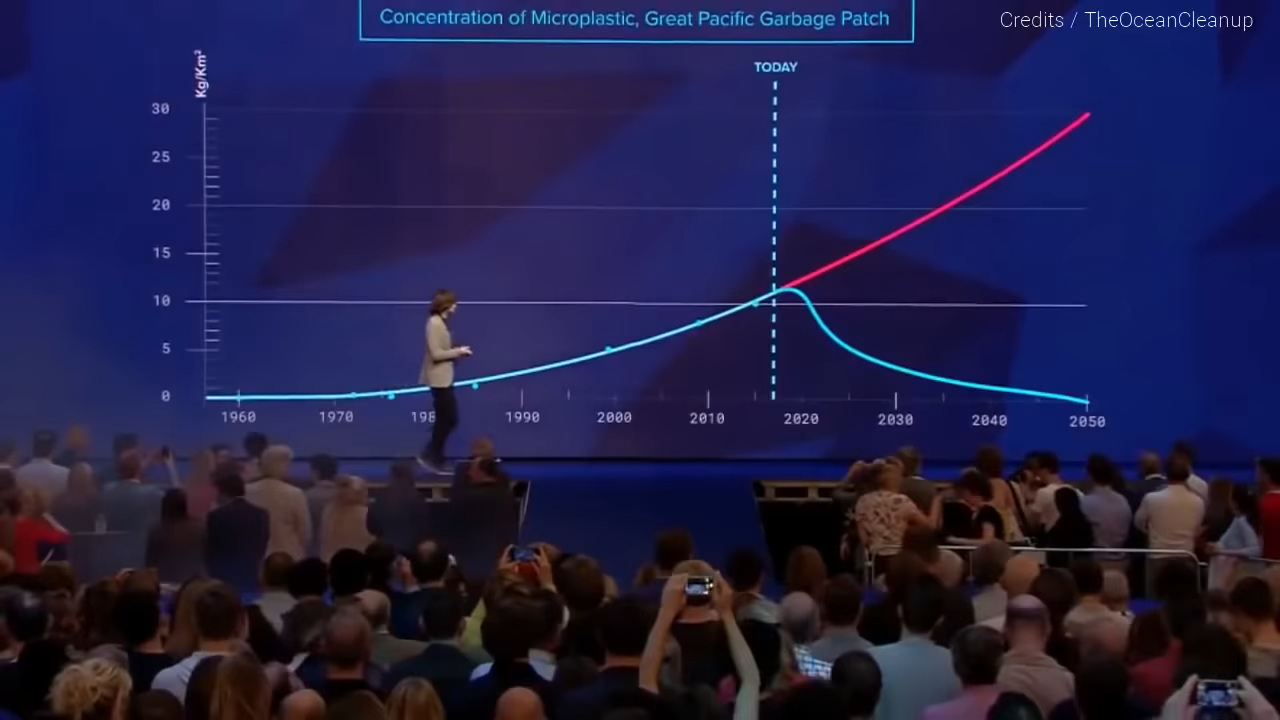 Concentration of Microplastic, Great Pacific Garbage Patch
Credits / TheOceanCleanup
Kg/Km²
TODAY
30
25
20
15
10
5
0
1960 1970 198 1990 2000 2010 2020 2030 2040 2050